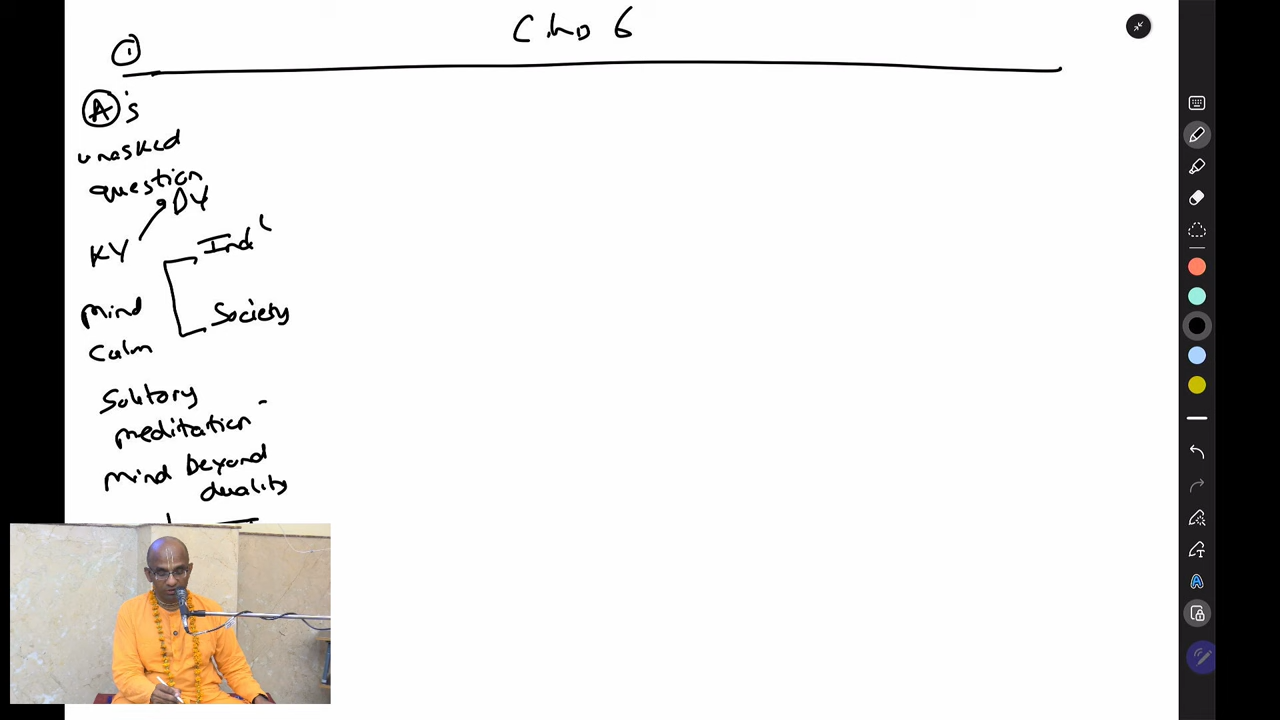 Chp 6
1
A's
unasked
question
DY
KY
Ind'l
Mind
Society
Calm
Solitary
meditation -
Mind beyond
duality